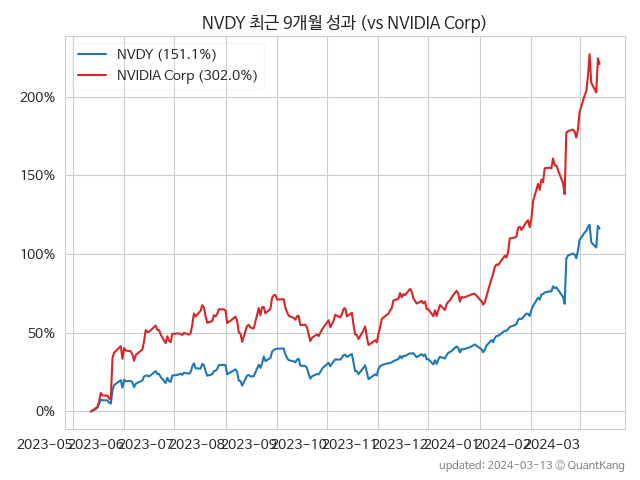 NVDY 최근 9개월 성과 (vs NVIDIA Corp)
NVDY (151.1%)
NVIDIA Corp (302.0%)
200%
150%
100%
50%
0%
2023-05 2023-06 2023-07 2023-08 2023-09 2023-10 2023-11 2023-12 2024-01 2024-02 2024-03
updated: 2024-03-13 © QuantKang